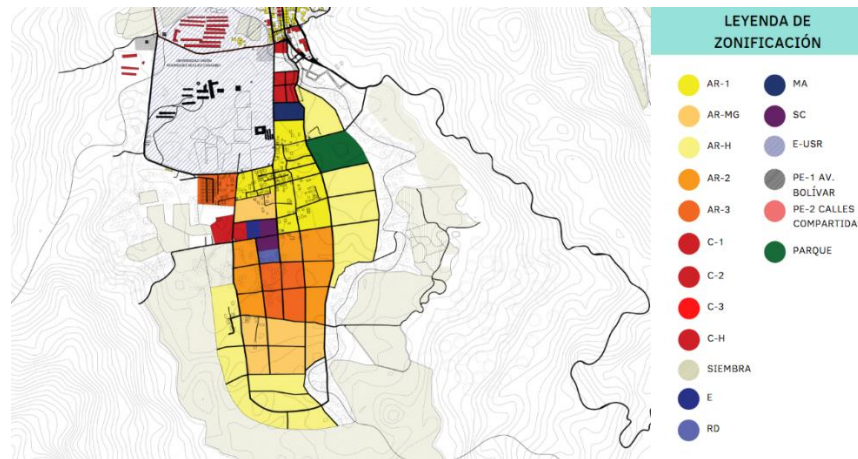 LEYENDA DE
ZONIFICACIÓN
AR-1
AR-MG
AR-H
AR-2
AR-3
C-1
C-2
C-3
C-H
SIEMBRA
E
RD
MA
SC
E-USR
PE-1 AV.
BOLÍVAR
PE-2 CALLES
COMPARTIDA
PARQUE